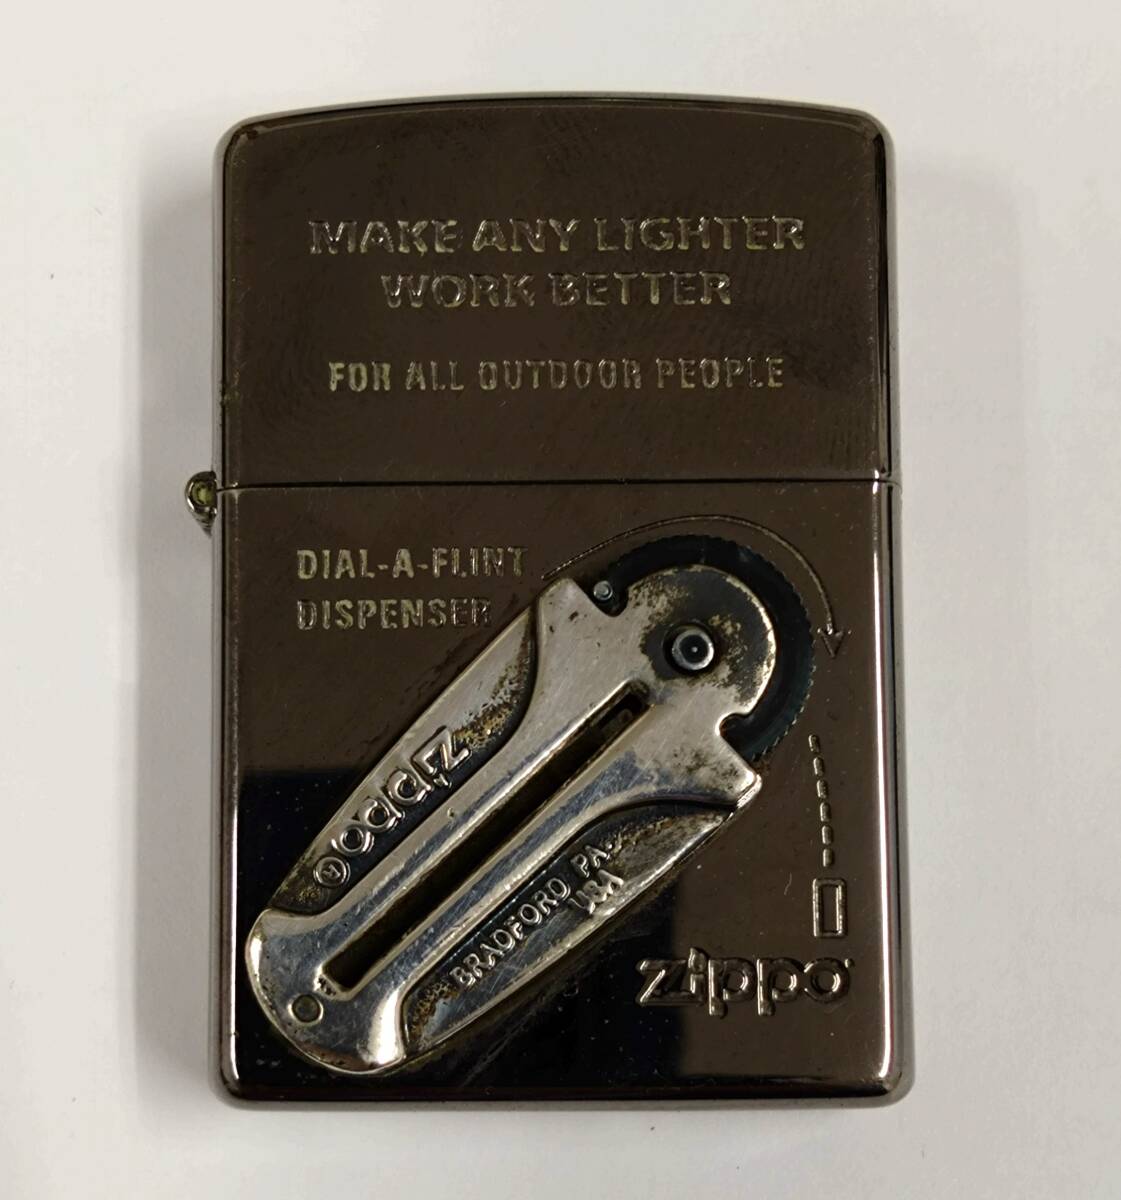 MAKE ANY LIGHTER
WORK BETTER
FOR ALL OUTDOOR PEOPLE
DIAL-A-FLINT
DISPENSER
zippo®
BRADFORD PA.
USA
zippo